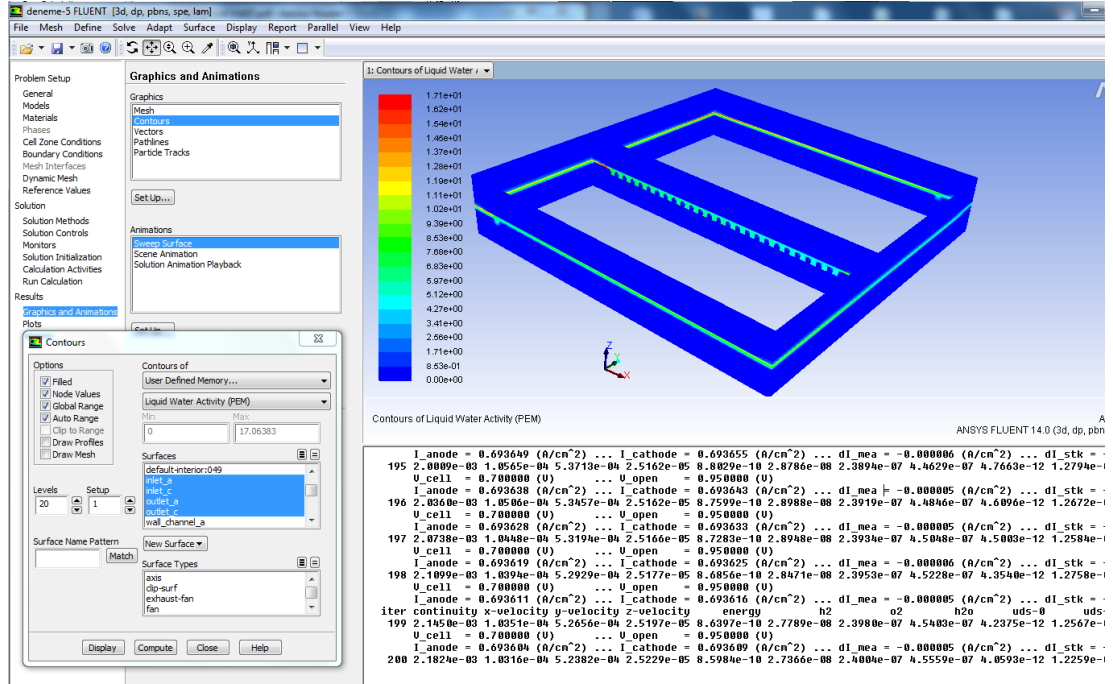 deneme-5 FLUENT [3d, dp, pbns, spe, lam]
File Mesh Define Solve Adapt Surface Display Report Parallel View Help
Problem Setup
General
Models
Materials
Phases
Cell Zone Conditions
Boundary Conditions
Mesh Interfaces
Dynamic Mesh
Reference Values
Solution
Solution Methods
Solution Controls
Monitors
Solution Initialization
Calculation Activities
Run Calculation
Results
Graphics and Animations
Plots
Graphics and Animations
Graphics
Mesh
Contours
Vectors
Pathlines
Particle Tracks
Set Up...
Animations
Sweep Surface
Scene Animation
Solution Animation Playback
Set Up...
Contours
Options
Filled
Node Values
Global Range
Auto Range
Clip to Range
Draw Profiles
Draw Mesh
Contours of
User Defined Memory...
Liquid Water Activity (PEM)
Min Max
0 17.06383
Surfaces
default-interior:049
inlet_a
inlet_c
outlet_a
outlet_c
wall_channel_a
Levels Setup
20 1
Surface Name Pattern
Match
New Surface
Surface Types
axis
clip-surf
exhaust-fan
fan
Display Compute Close Help
1: Contours of Liquid Water
1.71e+01
1.62e+01
1.54e+01
1.45e+01
1.37e+01
1.28e+01
1.19e+01
1.11e+01
1.02e+01
9.39e+00
8.53e+00
7.68e+00
6.83e+00
5.97e+00
5.12e+00
4.27e+00
3.41e+00
2.56e+00
1.71e+00
8.53e-01
0.00e+00
Z
Y
X
Contours of Liquid Water Activity (PEM)
ANSYS FLUENT 14.0 (3d, dp, pbn
I_anode = 0.693649 (A/cm^2) ... I_cathode = 0.693655 (A/cm^2) ... dI_mea = -0.000006 (A/cm^2) ... dI_stk = -
195 2.0009e-03 1.0565e-04 5.3713e-04 2.5162e-05 8.8029e-10 2.8786e-08 2.3894e-07 4.4629e-07 4.7663e-12 1.2794e-
V_cell = 0.700000 (V) ... V_open = 0.950000 (V)
I_anode = 0.693638 (A/cm^2) ... I_cathode = 0.693643 (A/cm^2) ... dI_mea = -0.000005 (A/cm^2) ... dI_stk = -
196 2.0360e-03 1.0506e-04 5.3457e-04 2.5162e-05 8.7599e-10 2.8988e-08 2.3919e-07 4.4846e-07 4.6096e-12 1.2672e-
V_cell = 0.700000 (V) ... V_open = 0.950000 (V)
I_anode = 0.693628 (A/cm^2) ... I_cathode = 0.693633 (A/cm^2) ... dI_mea = -0.000005 (A/cm^2) ... dI_stk = -
197 2.0738e-03 1.0448e-04 5.3194e-04 2.5166e-05 8.7283e-10 2.8498e-08 2.3934e-07 4.5048e-07 4.5003e-12 1.2584e-
V_cell = 0.700000 (V) ... V_open = 0.950000 (V)
I_anode = 0.693619 (A/cm^2) ... I_cathode = 0.693625 (A/cm^2) ... dI_mea = -0.000006 (A/cm^2) ... dI_stk = -
198 2.1099e-03 1.0394e-04 5.2929e-04 2.5177e-05 8.6856e-10 2.8471e-08 2.3953e-07 4.5228e-07 4.3540e-12 1.2758e-
V_cell = 0.700000 (V) ... V_open = 0.950000 (V)
I_anode = 0.693611 (A/cm^2) ... I_cathode = 0.693616 (A/cm^2) ... dI_mea = -0.000005 (A/cm^2) ... dI_stk = -
iter continuity x-velocity y-velocity z-velocity energy h2 o2 h2o uds-0 uds-
199 2.1450e-03 1.0351e-04 5.2656e-04 2.5197e-05 8.6397e-10 2.7789e-08 2.3980e-07 4.5403e-07 4.2375e-12 1.2567e-
V_cell = 0.700000 (V) ... V_open = 0.950000 (V)
I_anode = 0.693604 (A/cm^2) ... I_cathode = 0.693609 (A/cm^2) ... dI_mea = -0.000005 (A/cm^2) ... dI_stk = -
200 2.1824e-03 1.0316e-04 5.2382e-04 2.5229e-05 8.5984e-10 2.7366e-08 2.4004e-07 4.5559e-07 4.0593e-12 1.2259e-